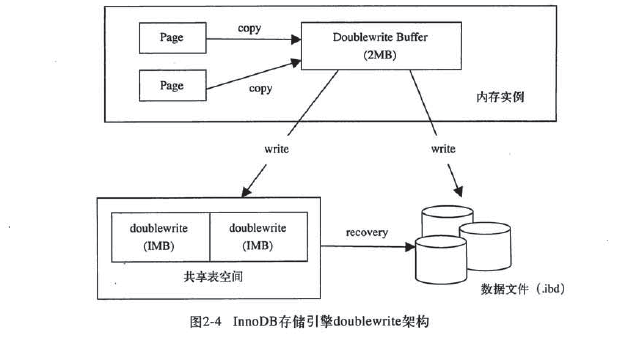 Page
copy
Doublewrite Buffer
(2MB)
Page
copy
内存实例
write
write
doublewrite
(IMB)
doublewrite
(IMB)
recovery
共享表空间
数据文件（.ibd）
图2-4 InnoDB存储引擎doublewrite架构